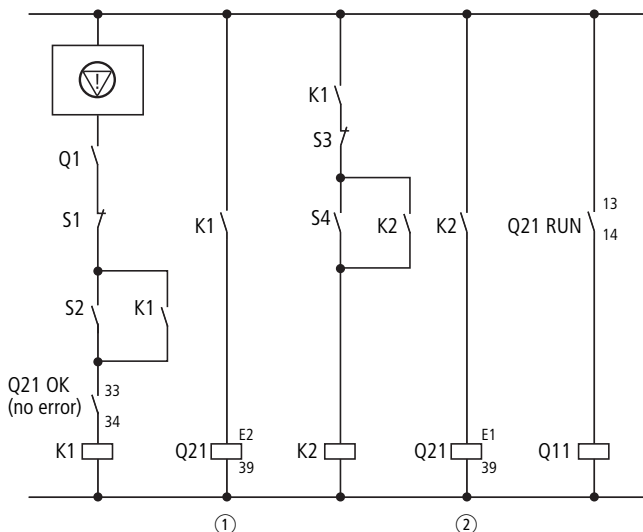 !
K1
Q1
S3
S1
K1
S4
K2
K2
Q21 RUN
13
14
S2
K1
Q21 OK
(no error)
33
34
K1
Q21
E2
39
K2
Q21
E1
39
Q11
①
②